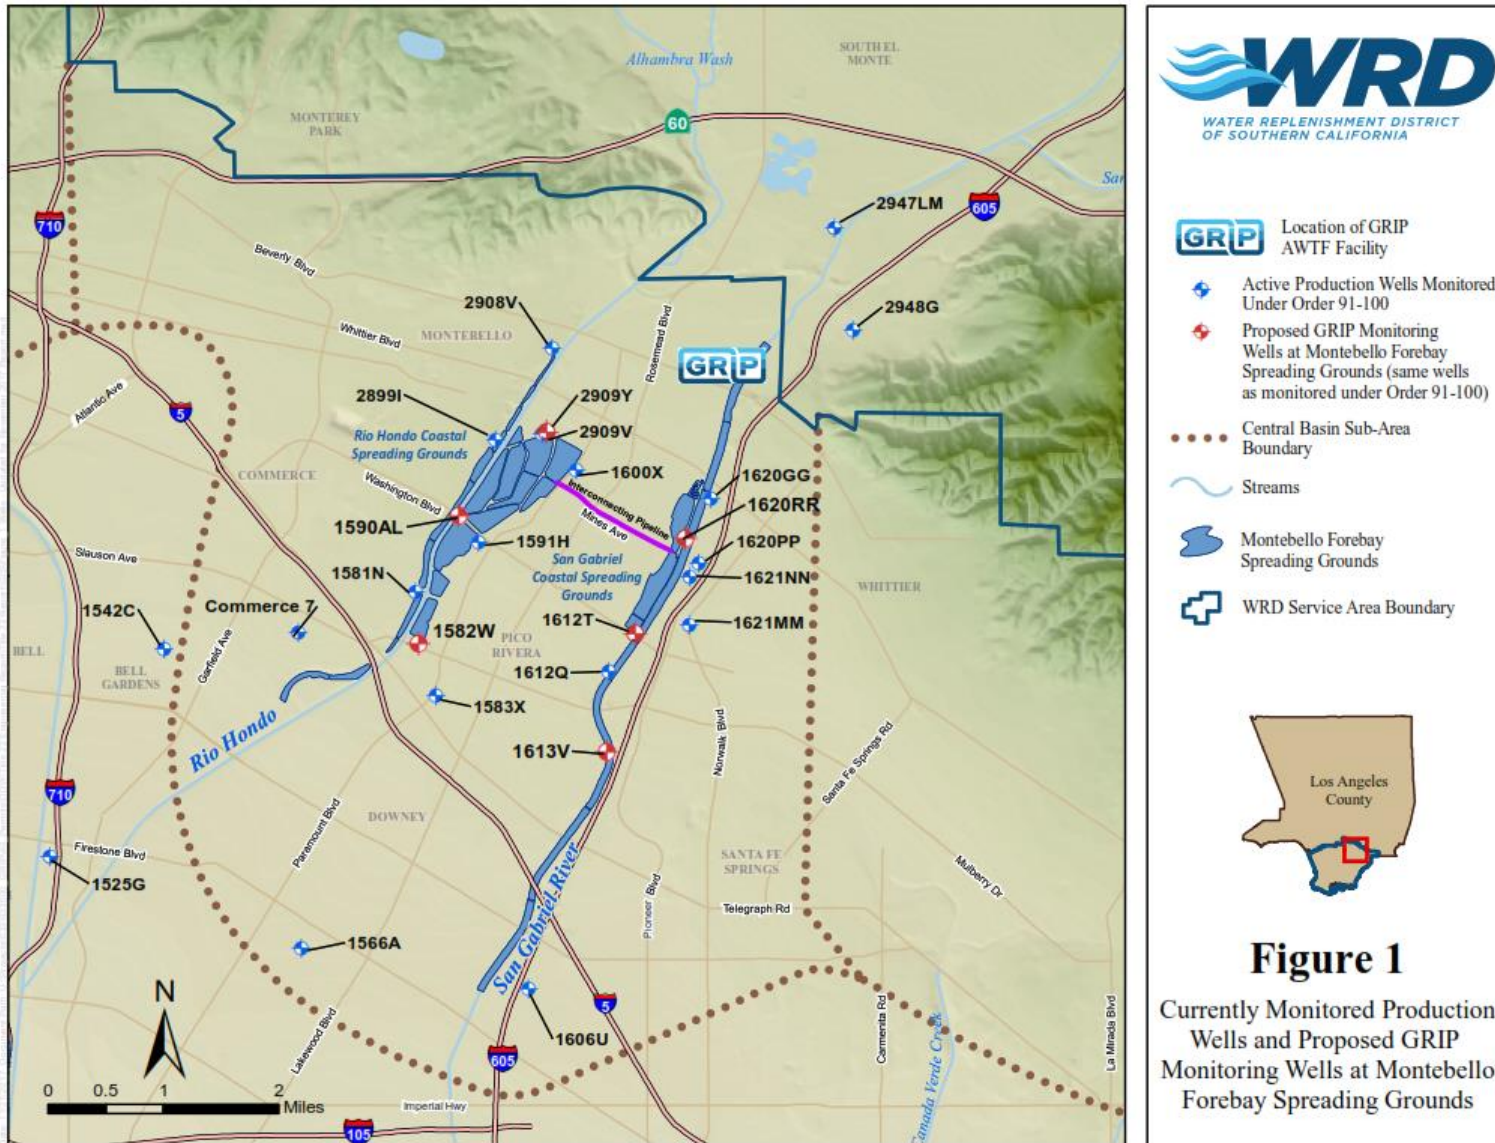 Alhambra Wash
SOUTH EL
MONTE
MONTEREY
PARK
60
San
710
2947LM
605
Beverly Blvd
2908V
2948G
Whittier Blvd
MONTEBELLO
Rosemead Blvd
GRIP
Atlantic Ave
5
2899I
2909Y
2909V
Rio Hondo Coastal
Spreading Grounds
COMMERCE
1600X
1620GG
Washington Blvd
Interconnecting Pipeline
Mines Ave
1620RR
1590AL
1591H
1620PP
Slauson Ave
San Gabriel
Coastal Spreading
Grounds
1581N
1621NN
WHITTIER
1542C
Commerce 7
1582W
1612T
1621MM
BELL
BELL
GARDENS
Garfield Ave
PICO
RIVERA
1612Q
1583X
Rio Hondo
1613V
Norwalk Blvd
Santa Fe Springs Rd
710
Paramount Blvd
DOWNEY
Firestone Blvd
1525G
San Gabriel River
SANTA FE
SPRINGS
Mulberry Dr
Pioneer Blvd
Telegraph Rd
1566A
N
1606U
5
Lakewood Blvd
605
Carmenita Rd
Canada Verde Creek
La Mirada Blvd
0 0.5 1 2
Miles
Imperial Hwy
105
WRD
WATER REPLENISHMENT DISTRICT
OF SOUTHERN CALIFORNIA
GRIP
Location of GRIP
AWTF Facility
Active Production Wells Monitored
Under Order 91-100
Proposed GRIP Monitoring
Wells at Montebello Forebay
Spreading Grounds (same wells
as monitored under Order 91-100)
Central Basin Sub-Area
Boundary
Streams
Montebello Forebay
Spreading Grounds
WRD Service Area Boundary
Los Angeles
County
Figure 1
Currently Monitored Production
Wells and Proposed GRIP
Monitoring Wells at Montebello
Forebay Spreading Grounds